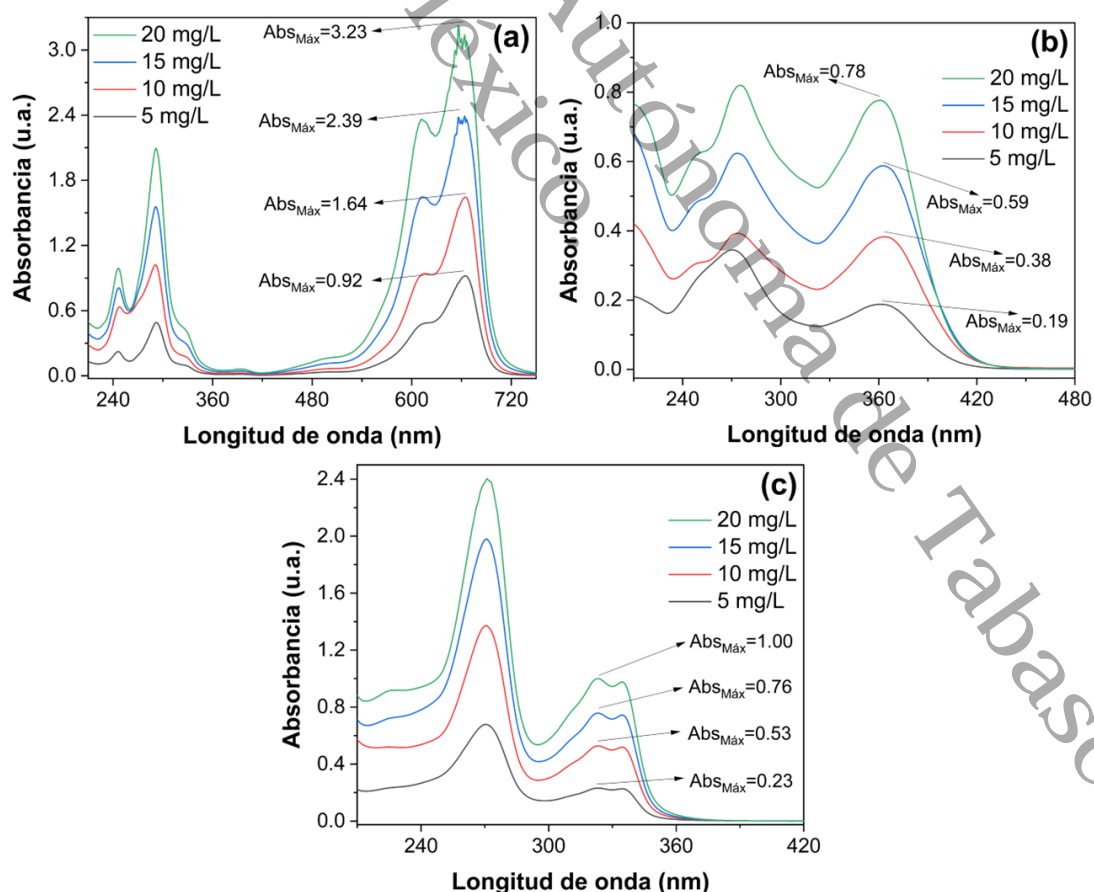 (a)
20 mg/L
15 mg/L
10 mg/L
5 mg/L
Abs_Máx=3.23
Abs_Máx=2.39
Abs_Máx=1.64
Abs_Máx=0.92
3.0
2.4
1.8
1.2
0.6
0.0
Absorbancia (u.a.)
240
360
480
600
720
Longitud de onda (nm)
(b)
20 mg/L
15 mg/L
10 mg/L
5 mg/L
Abs_Máx=0.78
Abs_Máx=0.59
Abs_Máx=0.38
Abs_Máx=0.19
1.0
0.8
0.6
0.4
0.2
0.0
Absorbancia (u.a.)
240
300
360
420
480
Longitud de onda (nm)
(c)
20 mg/L
15 mg/L
10 mg/L
5 mg/L
Abs_Máx=1.00
Abs_Máx=0.76
Abs_Máx=0.53
Abs_Máx=0.23
2.4
2.0
1.6
1.2
0.8
0.4
0.0
Absorbancia (u.a.)
240
300
360
420
Longitud de onda (nm)
Autónoma de Tabasco